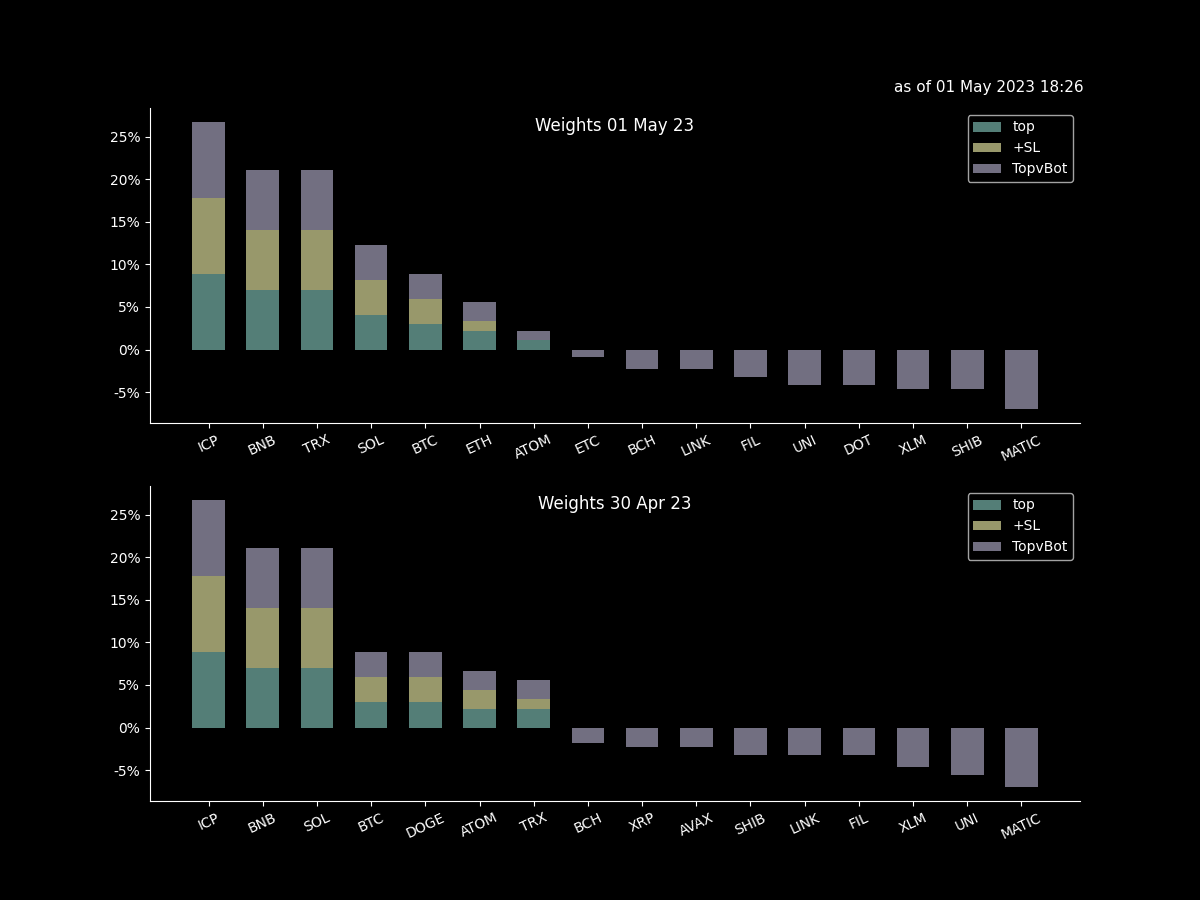 as of 01 May 2023 18:26
Weights 01 May 23
top
+SL
TopvBot
25%
20%
15%
10%
5%
0%
-5%
ICP BNB TRX SOL BTC ETH ATOM ETC BCH LINK FIL UNI DOT XLM SHIB MATIC
Weights 30 Apr 23
top
+SL
TopvBot
25%
20%
15%
10%
5%
0%
-5%
ICP BNB SOL BTC DOGE ATOM TRX BCH XRP AVAX SHIB LINK FIL XLM UNI MATIC